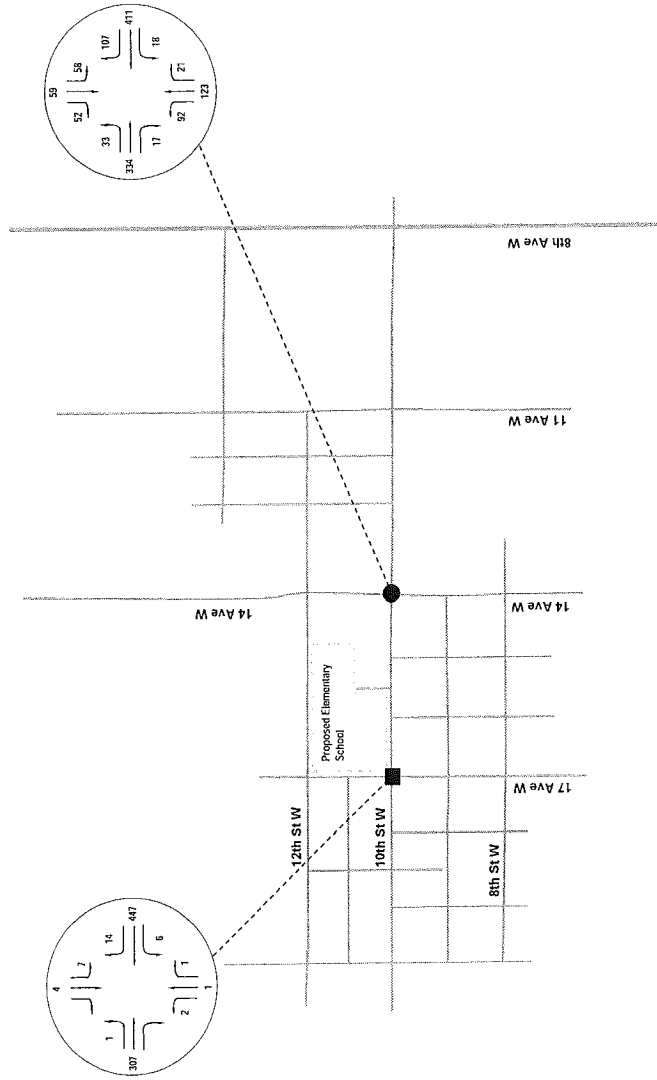 59
52
58
33
107
334
411
17
18
92
21
123
8th Ave W
11 Ave W
14 Ave W
14 Ave W
Proposed Elementary
School
12th St W
10th St W
17 Ave W
8th St W
4
7
1
14
307
447
6
2
1
1